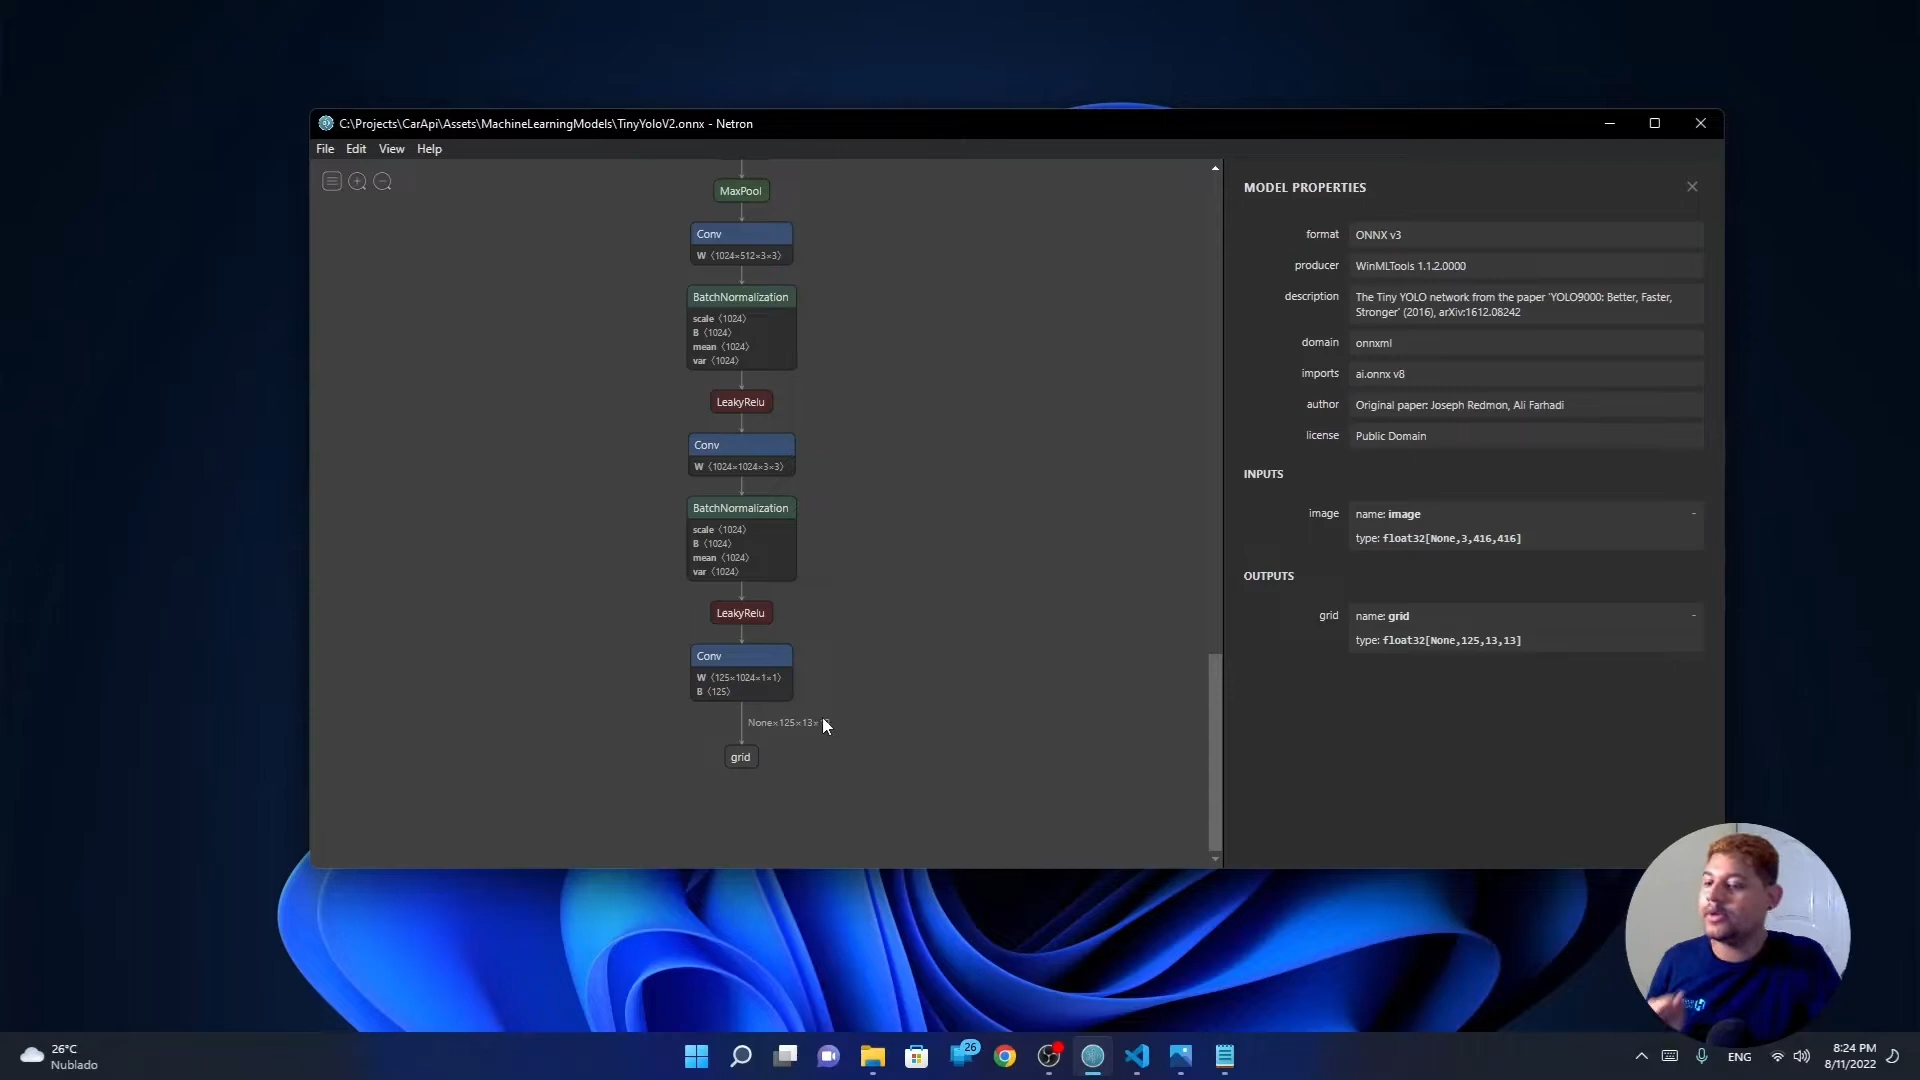 C:\Projects\CarApi\Assets\MachineLearningModels\TinyYoloV2.onnx - Netron
File Edit View Help
MaxPool
Conv
W ⟨1024×512×3×3⟩
BatchNormalization
scale ⟨1024⟩
B ⟨1024⟩
mean ⟨1024⟩
var ⟨1024⟩
LeakyRelu
Conv
W ⟨1024×1024×3×3⟩
BatchNormalization
scale ⟨1024⟩
B ⟨1024⟩
mean ⟨1024⟩
var ⟨1024⟩
LeakyRelu
Conv
W ⟨125×1024×1×1⟩
B ⟨125⟩
None×125×13×
grid
MODEL PROPERTIES
format ONNX v3
producer WinMLTools 1.1.2.0000
description The Tiny YOLO network from the paper 'YOLO9000: Better, Faster,
Stronger' (2016), arXiv:1612.08242
domain onnxml
imports ai.onnx v8
author Original paper: Joseph Redmon, Ali Farhadi
license Public Domain
INPUTS
image name: image -
type: float32[None,3,416,416]
OUTPUTS
grid name: grid -
type: float32[None,125,13,13]
26°C
Nublado
26
ENG
8:24 PM
8/11/2022